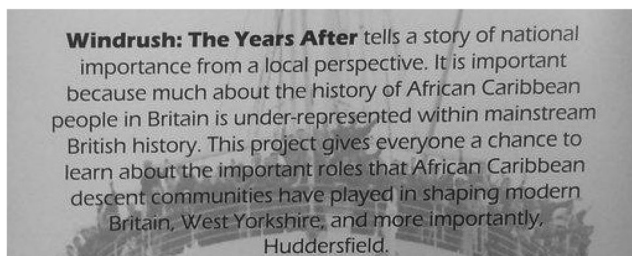 Windrush: The Years After tells a story of national
importance from a local perspective. It is important
because much about the history of African Caribbean
people in Britain is under-represented within mainstream
British history. This project gives everyone a chance to
learn about the important roles that African Caribbean
descent communities have played in shaping modern
Britain, West Yorkshire, and more importantly,
Huddersfield.